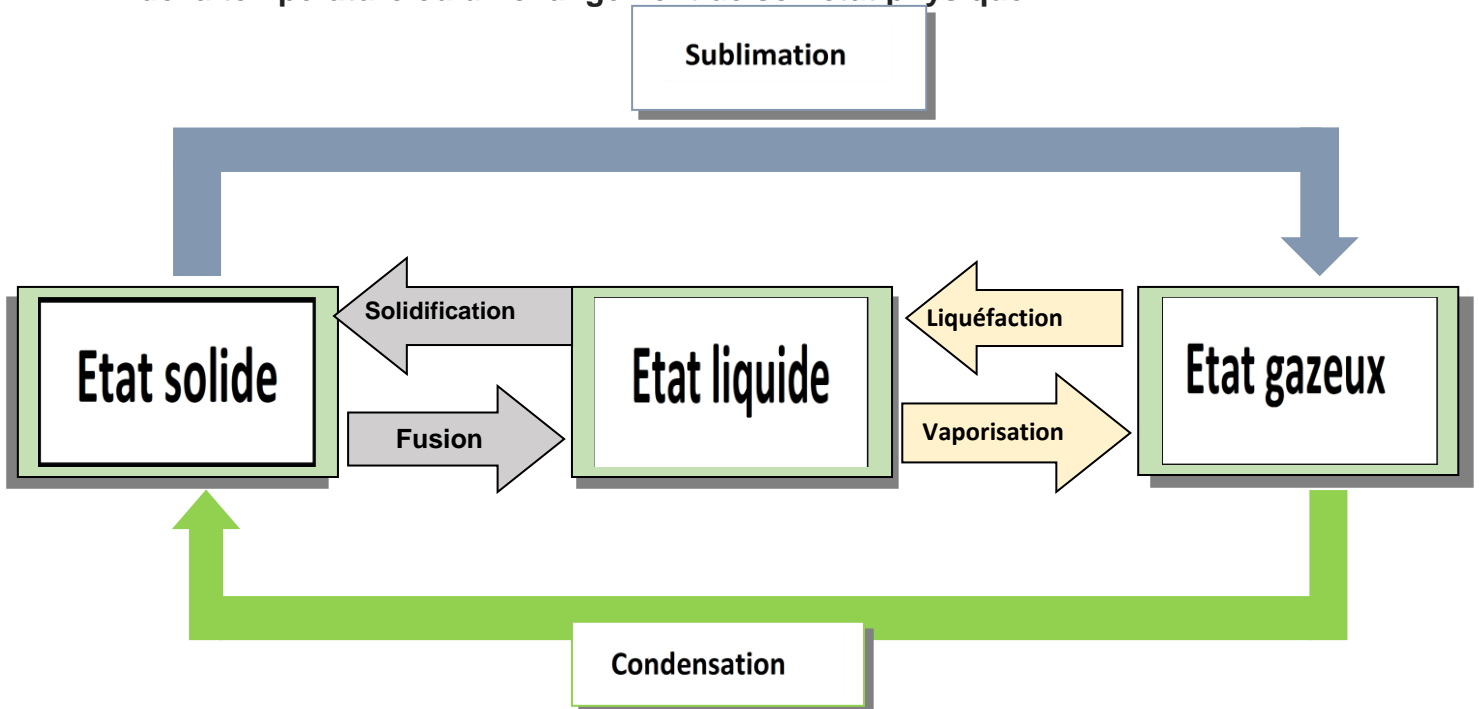 Sublimation
Solidification
Liquéfaction
Etat solide
Etat liquide
Etat gazeux
Fusion
Vaporisation
Condensation